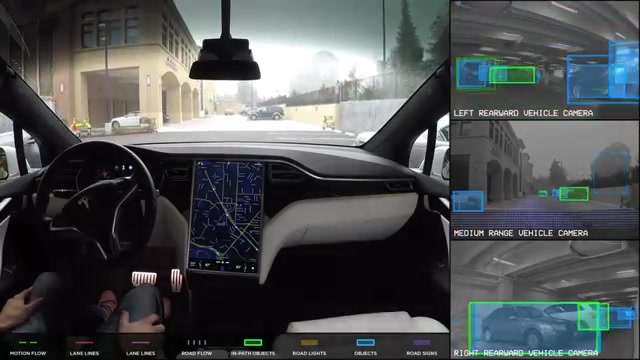 LEFT REARWARD VEHICLE CAMERA
MEDIUM RANGE VEHICLE CAMERA
RIGHT REARWARD VEHICLE CAMERA
MOTION FLOW
LANE LINES
LANE LINES
ROAD FLOW
IN-PATH OBJECTS
ROAD LIGHTS
OBJECTS
ROAD SIGNS